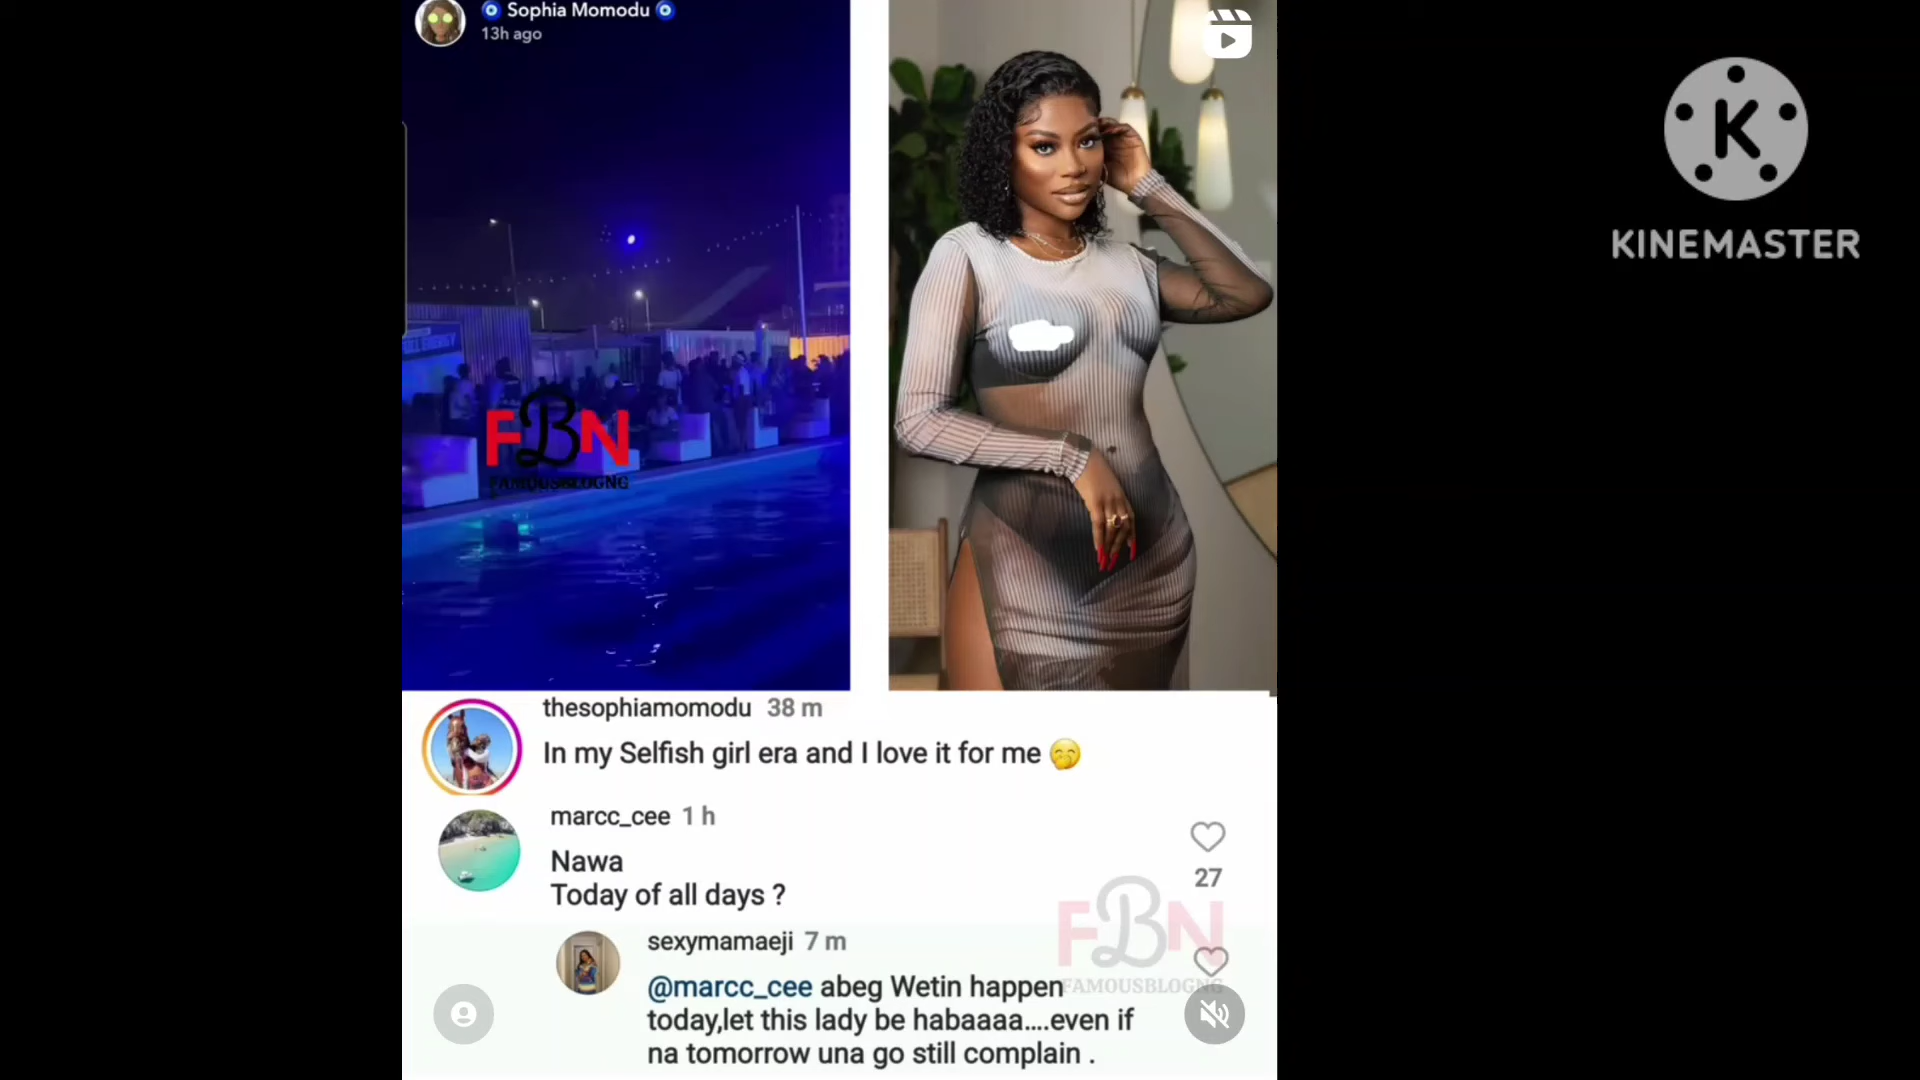 Sophia Momodu
13h ago
K
KINEMASTER
FBN
FAMOUSBLOGNG
thesophiamomodu 38 m
In my Selfish girl era and I love it for me 🤭
marcc_cee 1 h
Nawa
Today of all days ?
27
FBN
FAMOUSBLOGNG
sexymamaeji 7 m
@marcc_cee abeg Wetin happen
today,let this lady be habaaaa....even if
na tomorrow una go still complain .